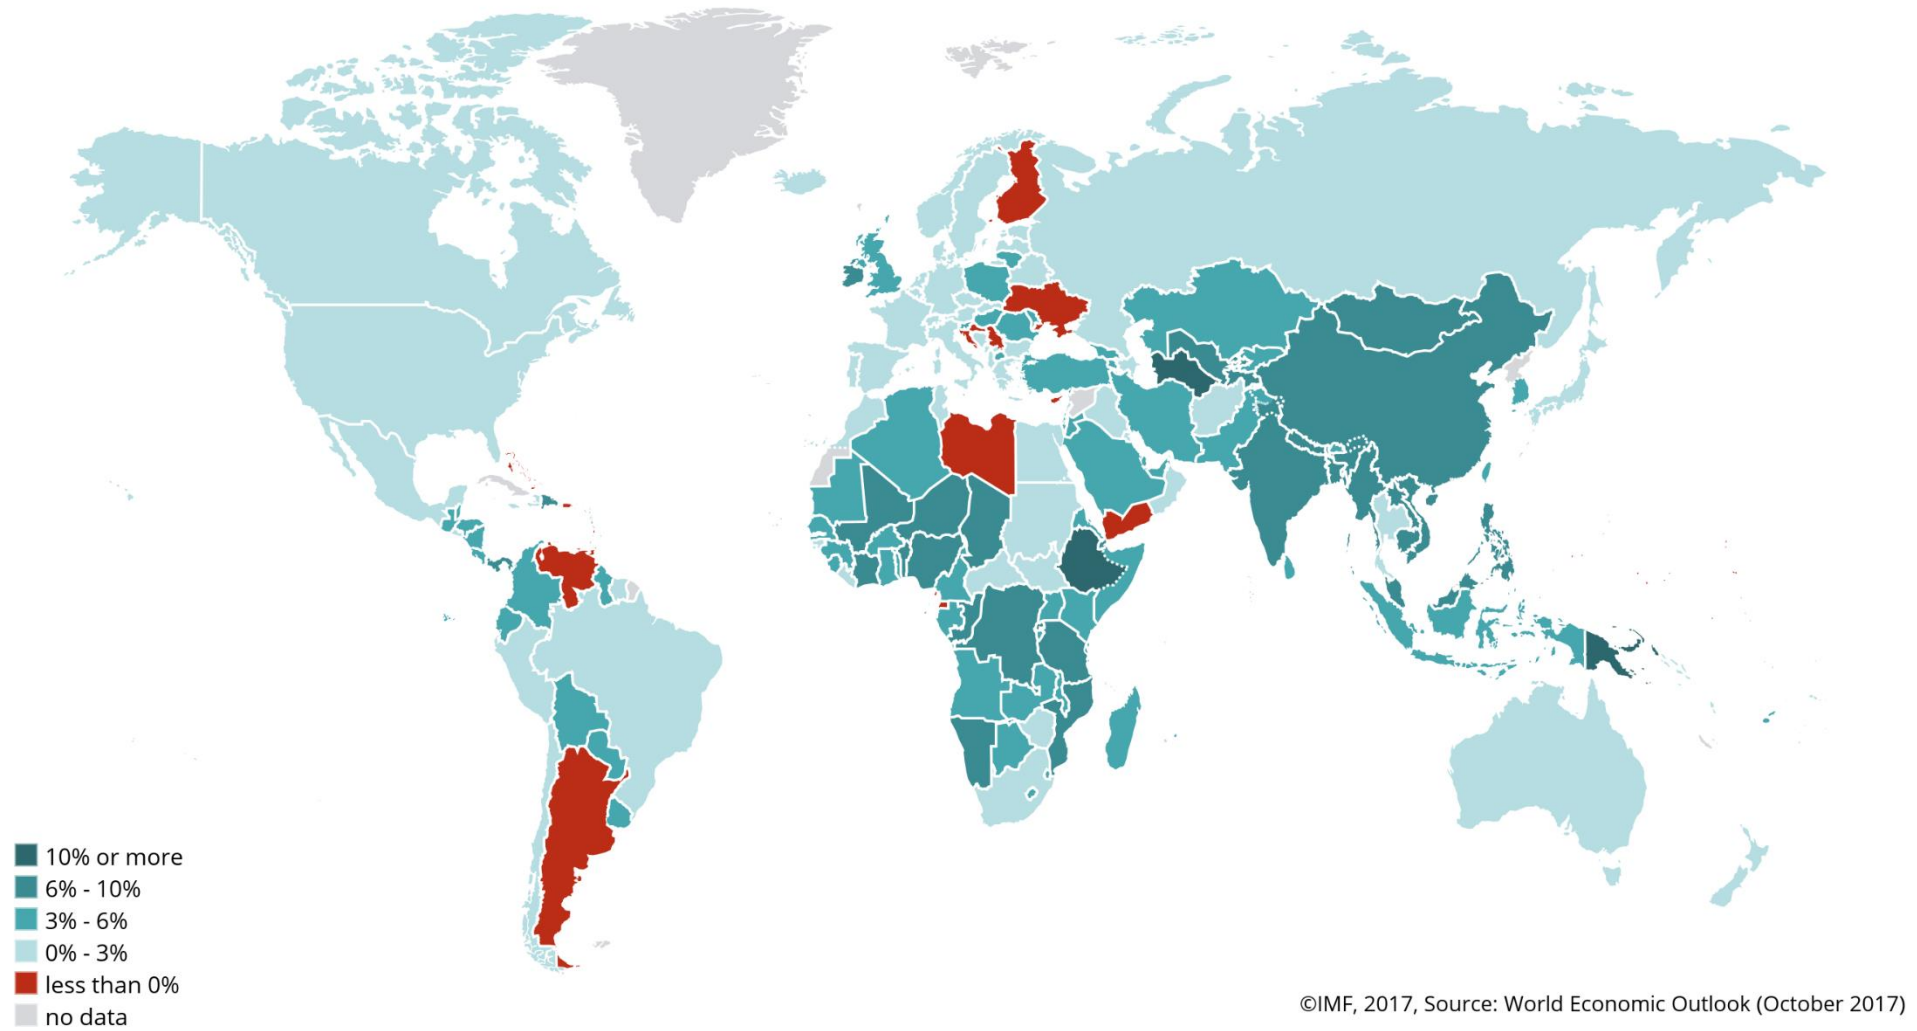 10% or more
6% - 10%
3% - 6%
0% - 3%
less than 0%
no data
©IMF, 2017, Source: World Economic Outlook (October 2017)